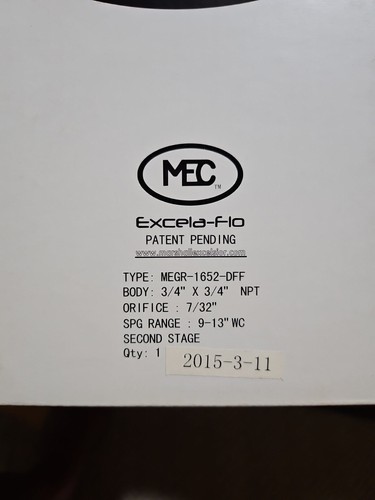 MEC
TM
Excela-Flo
PATENT PENDING
www.marshallexcelsior.com
TYPE: MEGR-1652-DFF
BODY: 3/4" X 3/4" NPT
ORIFICE : 7/32"
SPG RANGE : 9-13"WC
SECOND STAGE
Qty: 1
2015-3-11